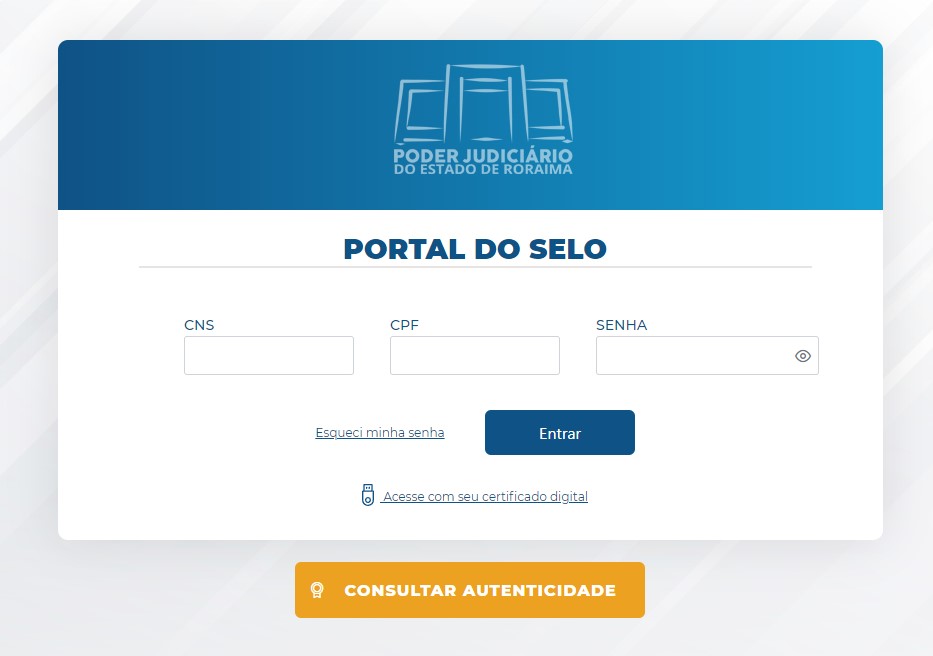 PODER JUDICIÁRIO
DO ESTADO DE RORAIMA
PORTAL DO SELO
CNS CPF SENHA
Esqueci minha senha Entrar
Acesse com seu certificado digital
CONSULTAR AUTENTICIDADE